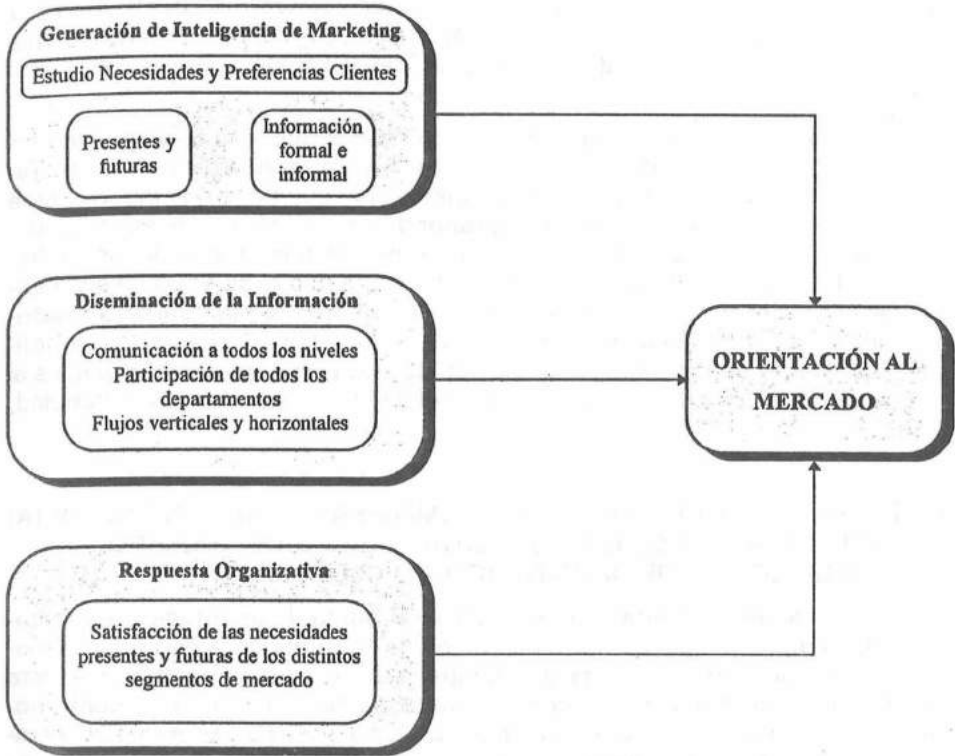 Generación de Inteligencia de Marketing
Estudio Necesidades y Preferencias Clientes
Presentes y
futuras
Información
formal e
informal
Diseminación de la Información
Comunicación a todos los niveles
Participación de todos los
departamentos
Flujos verticales y horizontales
ORIENTACIÓN AL
MERCADO
Respuesta Organizativa
Satisfacción de las necesidades
presentes y futuras de los distintos
segmentos de mercado